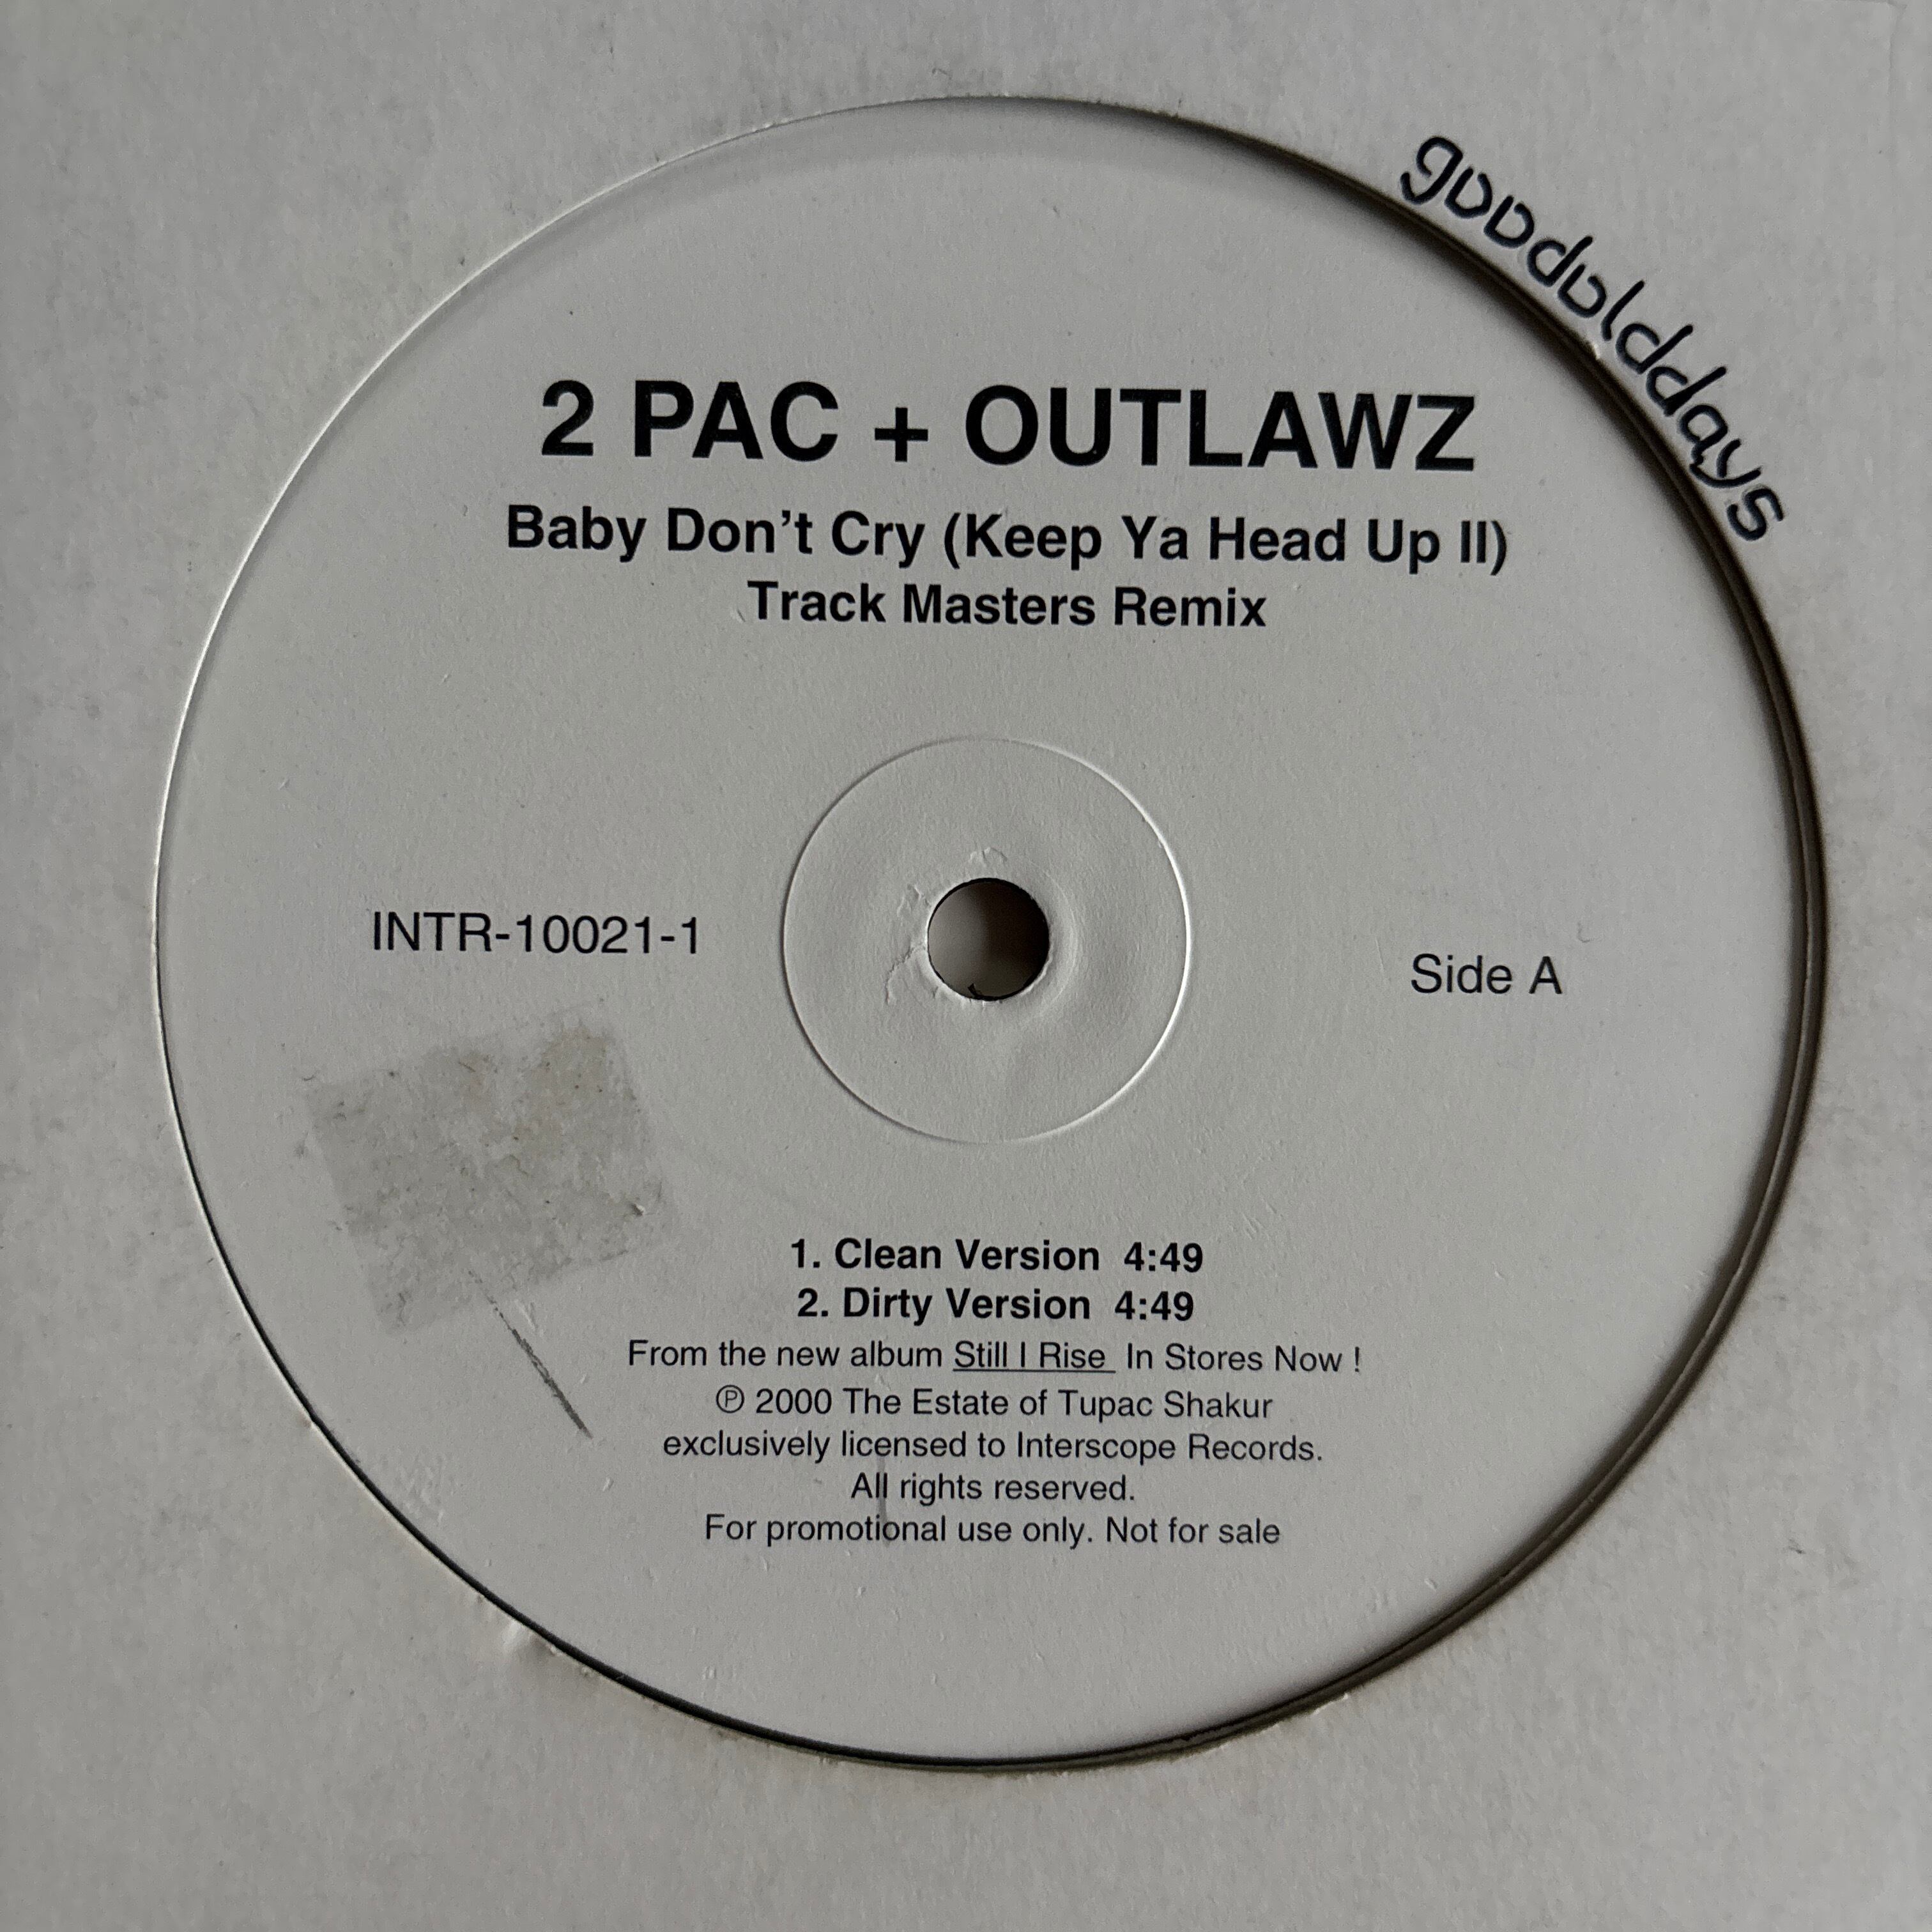 goodolddays
2 PAC + OUTLAWZ
Baby Don't Cry (Keep Ya Head Up II)
Track Masters Remix
INTR-10021-1
Side A
1. Clean Version 4:49
2. Dirty Version 4:49
From the new album Still I Rise In Stores Now !
℗ 2000 The Estate of Tupac Shakur
exclusively licensed to Interscope Records.
All rights reserved.
For promotional use only. Not for sale